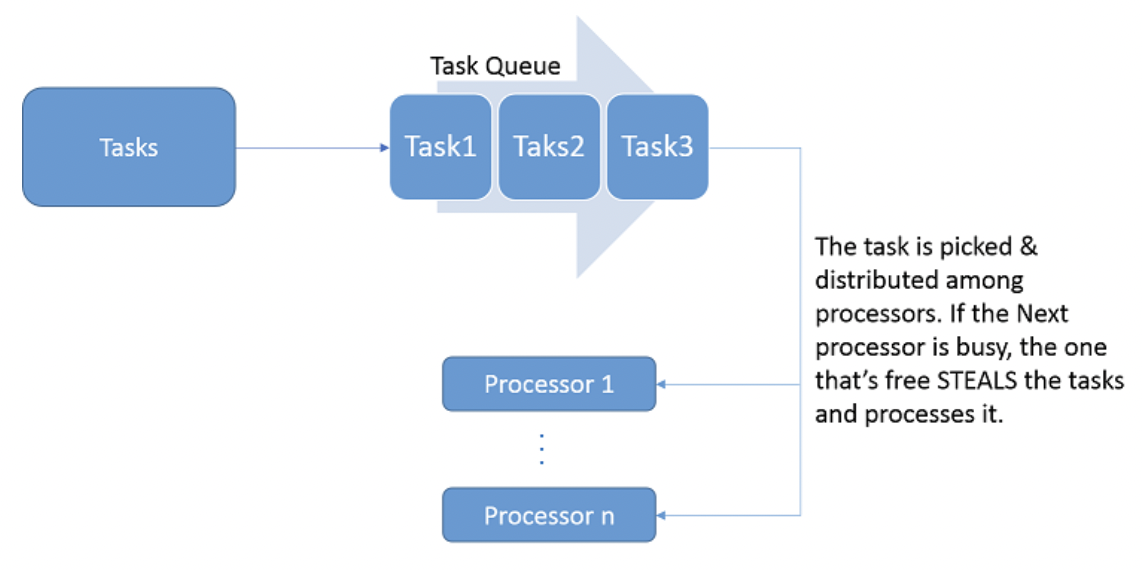 Task Queue
Tasks
Task1
Taks2
Task3
The task is picked &
distributed among
processors. If the Next
processor is busy, the one
that's free STEALS the tasks
and processes it.
Processor 1
Processor n